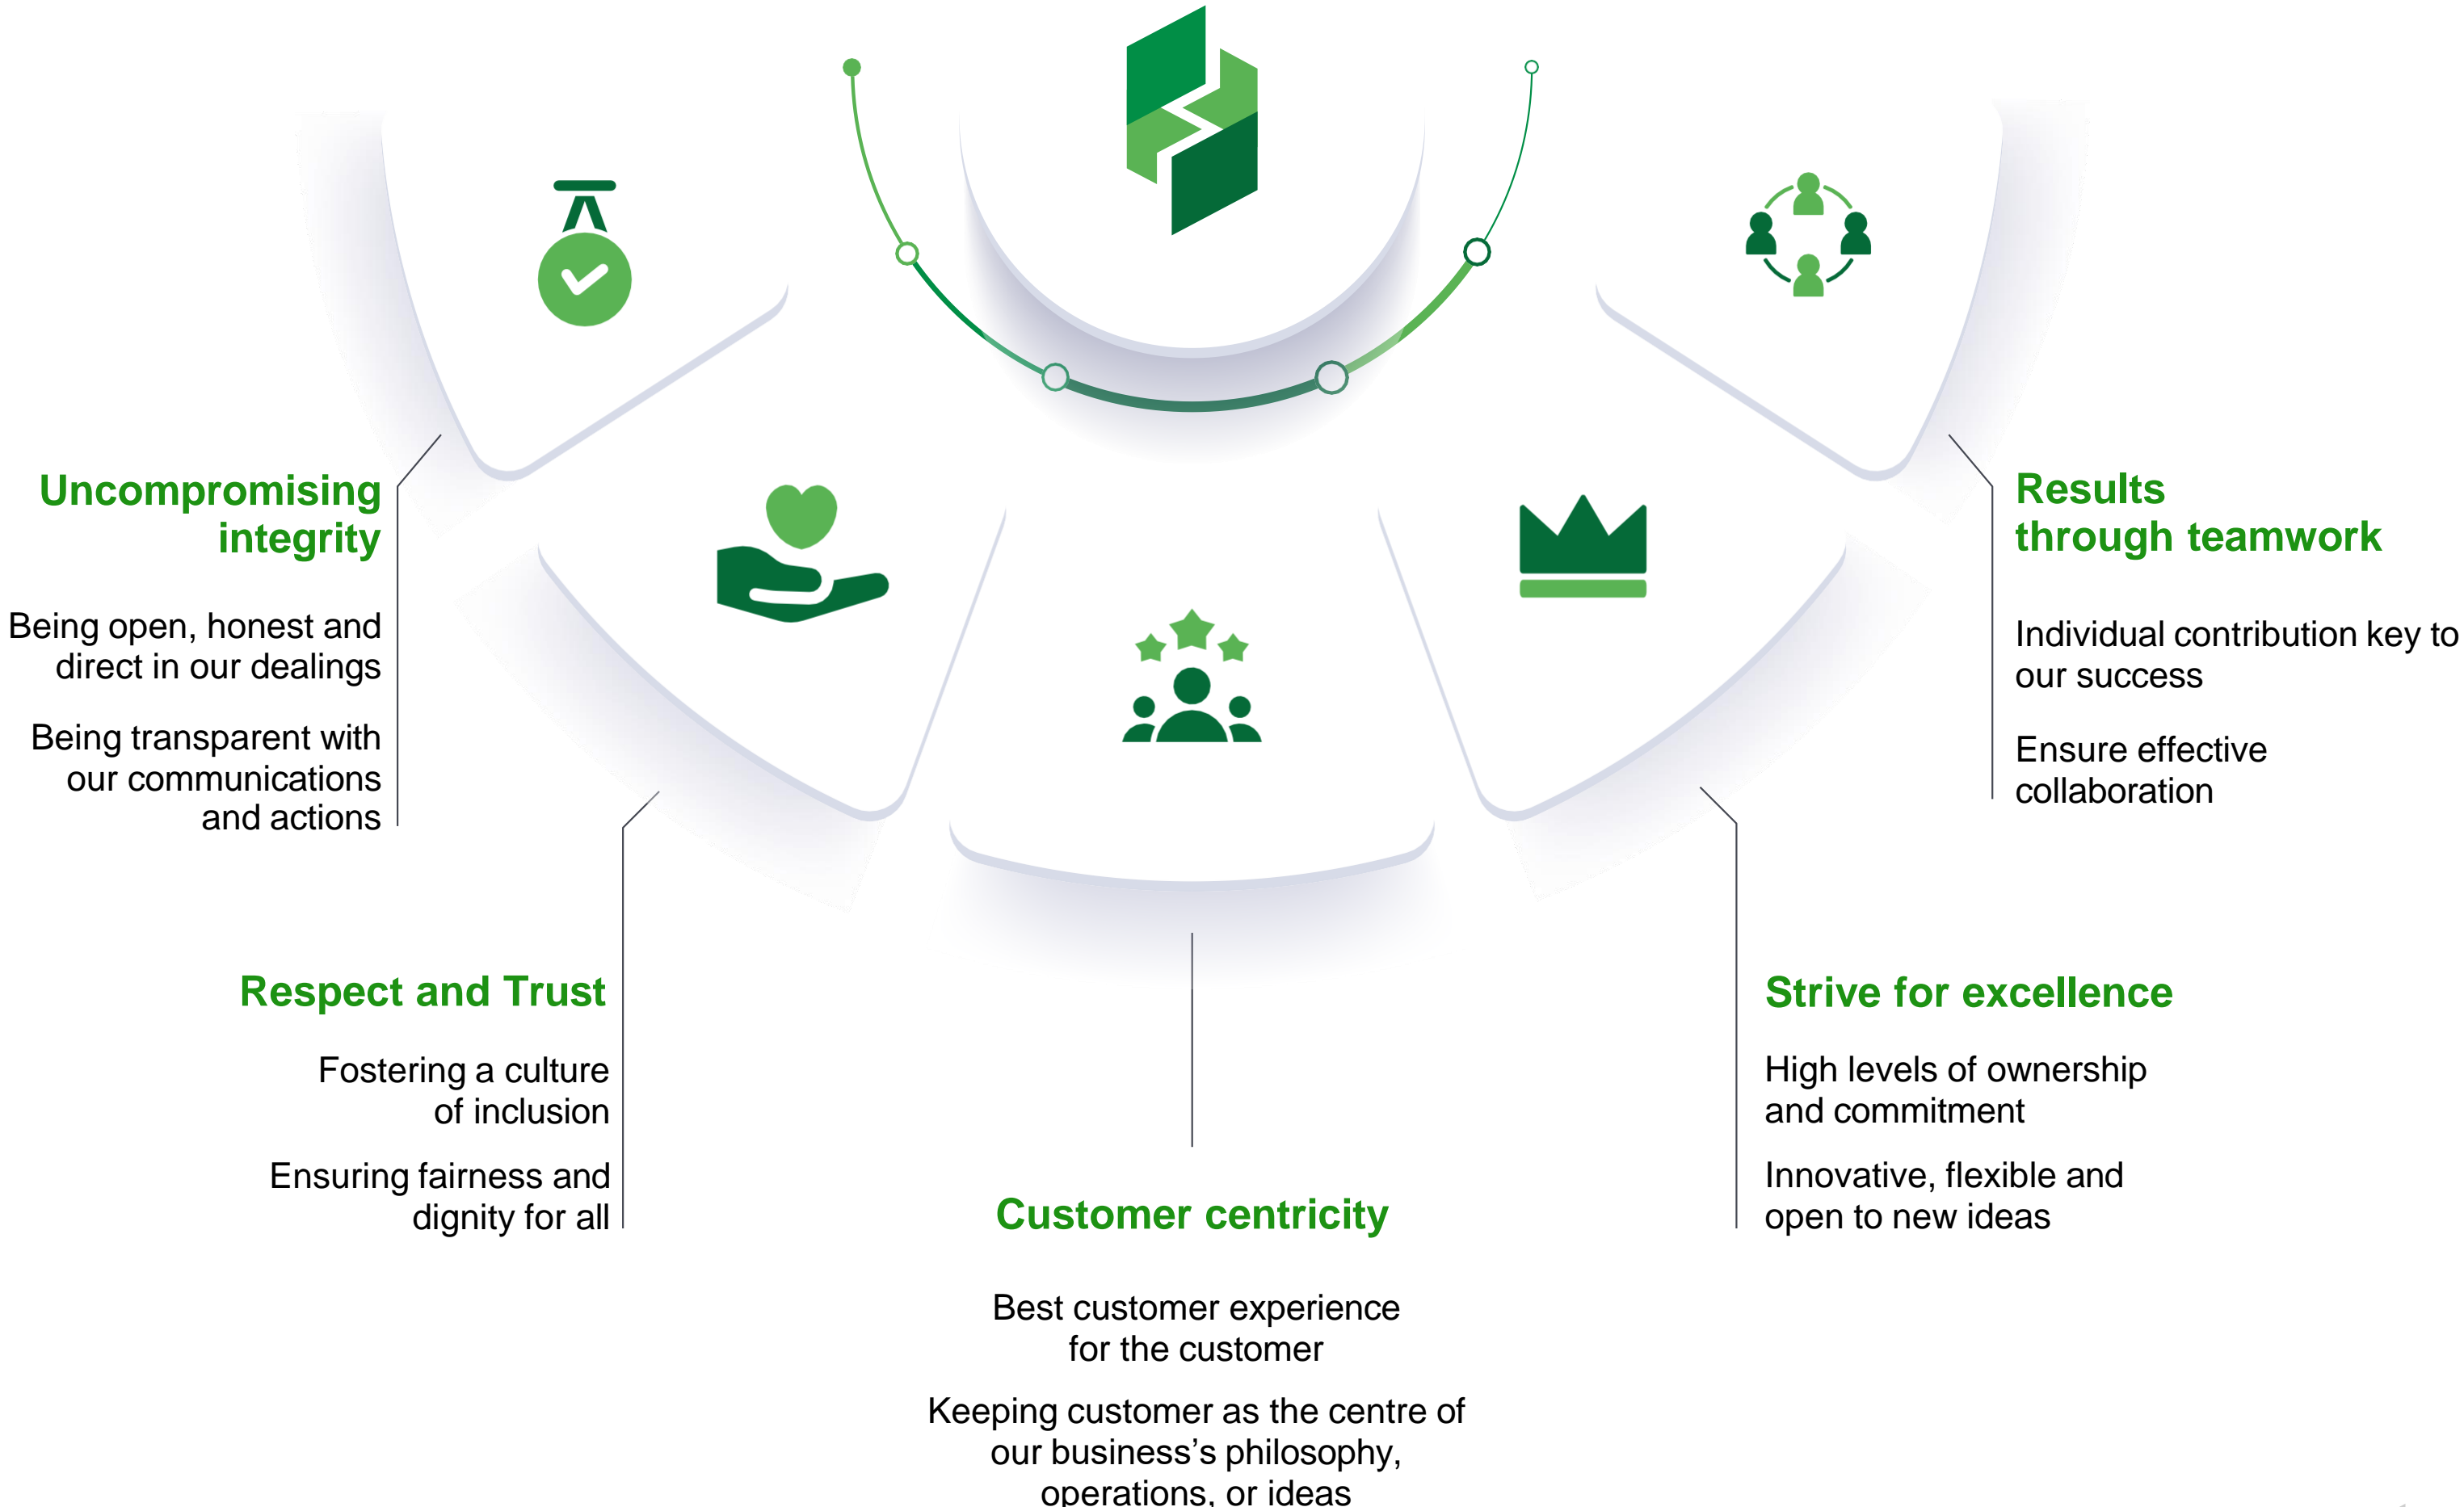 Uncompromising
integrity
Being open, honest and
direct in our dealings
Being transparent with
our communications
and actions
Respect and Trust
Fostering a culture
of inclusion
Ensuring fairness and
dignity for all
Customer centricity
Best customer experience
for the customer
Keeping customer as the centre of
our business’s philosophy,
operations, or ideas
Strive for excellence
High levels of ownership
and commitment
Innovative, flexible and
open to new ideas
Results
through teamwork
Individual contribution key to
our success
Ensure effective
collaboration